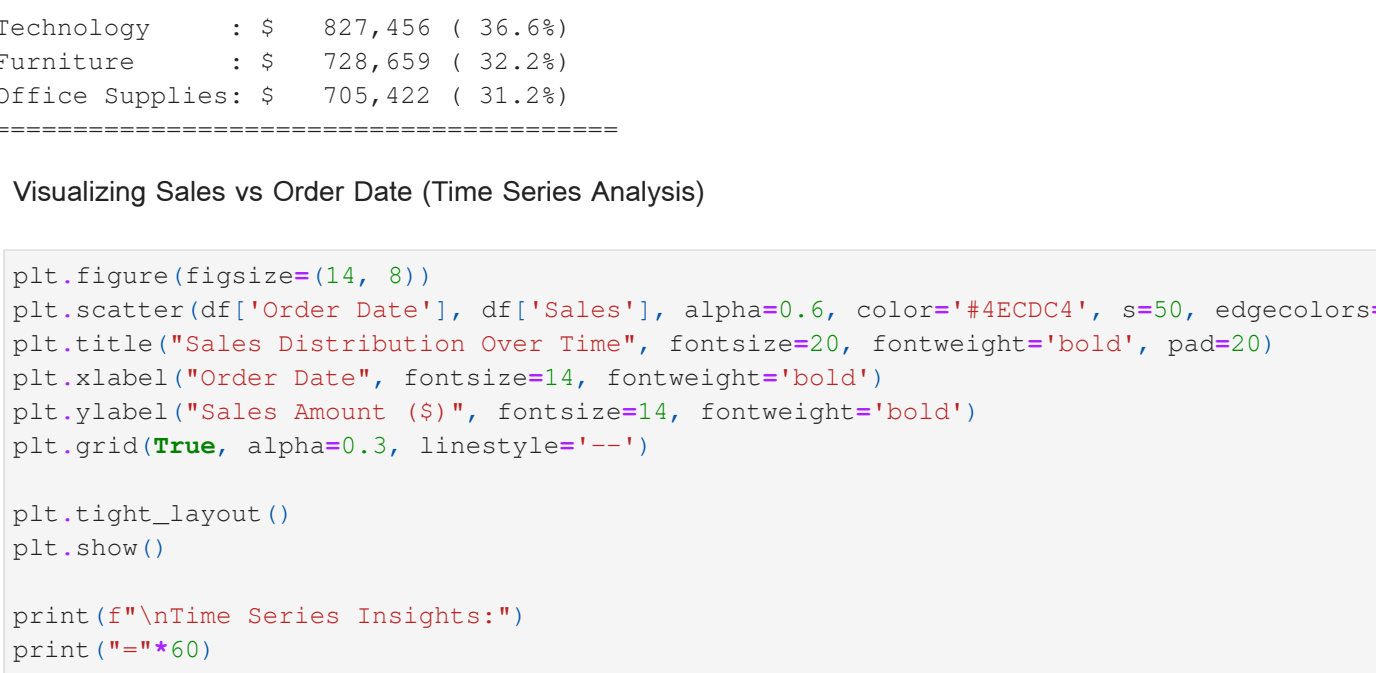 Technology     : $   827,456 ( 36.6%)
Furniture      : $   728,659 ( 32.2%)
Office Supplies: $   705,422 ( 31.2%)
========================================
Visualizing Sales vs Order Date (Time Series Analysis)
plt.figure(figsize=(14, 8))
plt.scatter(df['Order Date'], df['Sales'], alpha=0.6, color='#4ECDC4', s=50, edgecolors=
plt.title("Sales Distribution Over Time", fontsize=20, fontweight='bold', pad=20)
plt.xlabel("Order Date", fontsize=14, fontweight='bold')
plt.ylabel("Sales Amount ($)", fontsize=14, fontweight='bold')
plt.grid(True, alpha=0.3, linestyle='--')
plt.tight_layout()
plt.show()
print(f"\nTime Series Insights:")
print("="*60)